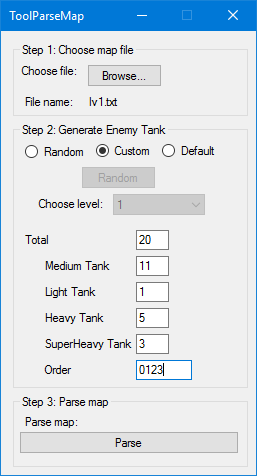 ToolParseMap
Step 1: Choose map file
Choose file: Browse...
File name: lv1.txt
Step 2: Generate Enemy Tank
Random Custom Default
Random
Choose level: 1
Total 20
Medium Tank 11
Light Tank 1
Heavy Tank 5
SuperHeavy Tank 3
Order 0123
Step 3: Parse map
Parse map:
Parse